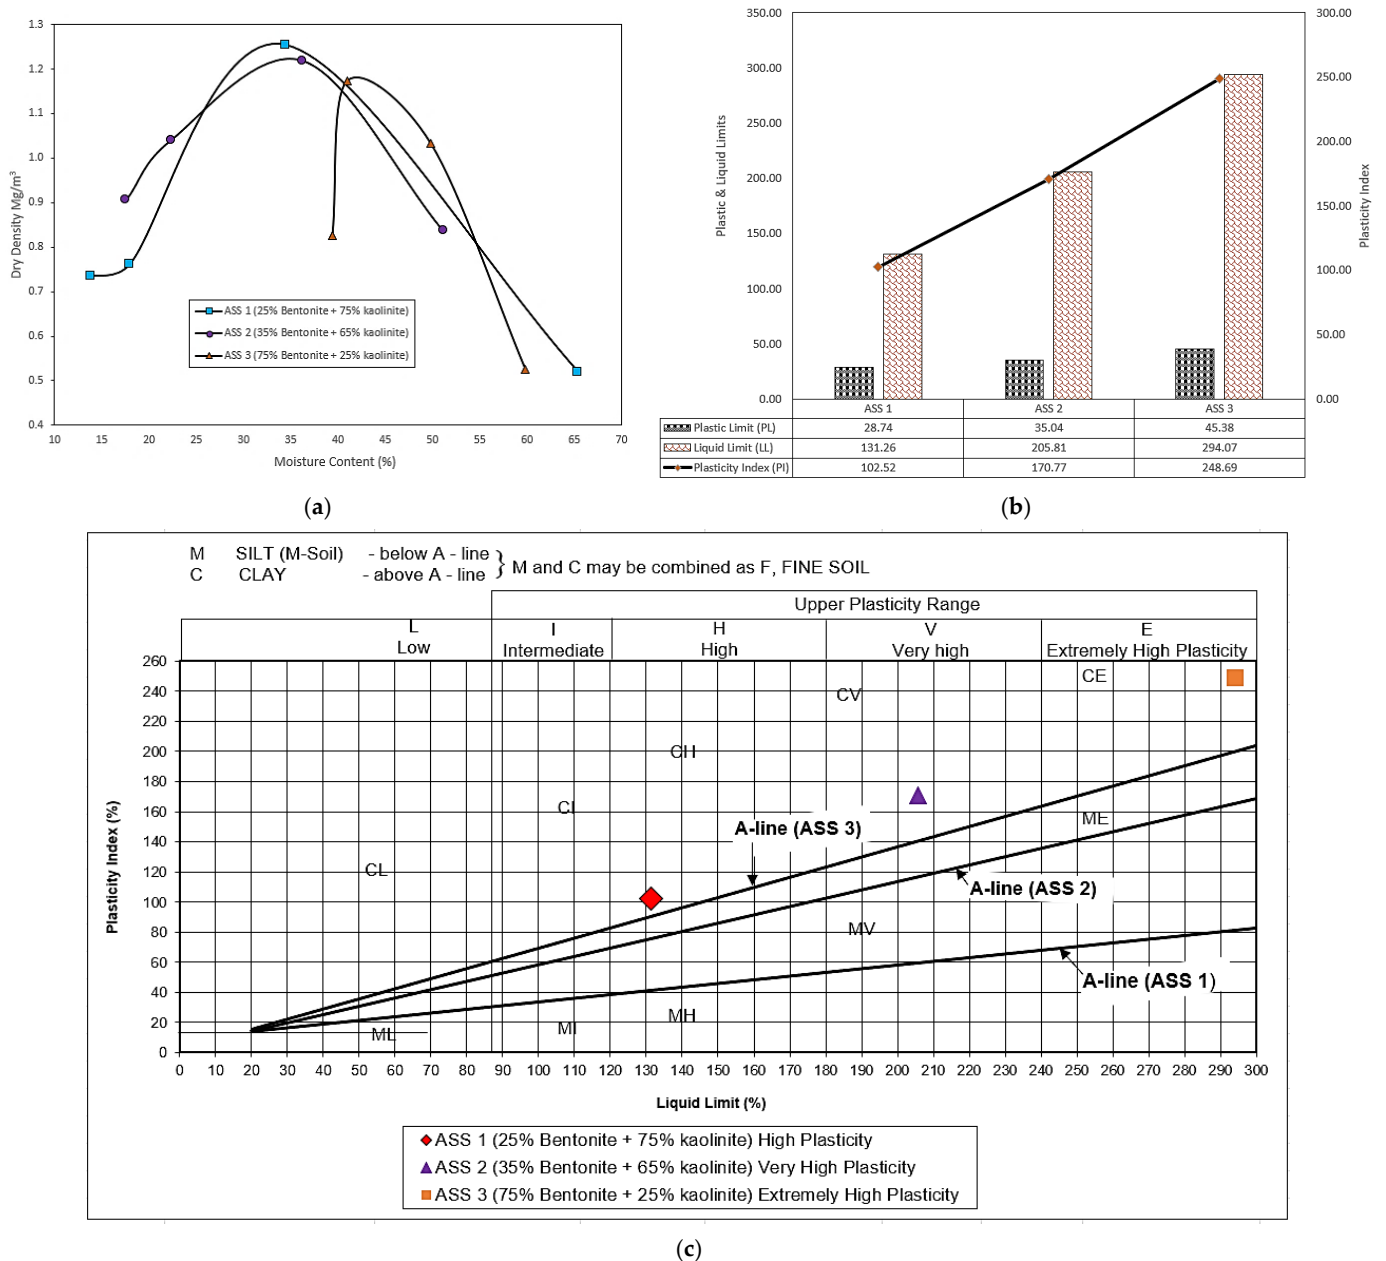 1.3
1.2
1.1
1.0
0.9
0.8
0.7
0.6
0.5
0.4
Dry Density Mg/m³
10 15 20 25 30 35 40 45 50 55 60 65 70
Moisture Content (%)
ASS 1 (25% Bentonite + 75% kaolinite)
ASS 2 (35% Bentonite + 65% kaolinite)
ASS 3 (75% Bentonite + 25% kaolinite)
(a)
350.00
300.00
250.00
200.00
150.00
100.00
50.00
0.00
Plastic & Liquid Limits
300.00
250.00
200.00
150.00
100.00
50.00
0.00
Plasticity Index
ASS 1 ASS 2 ASS 3
Plastic Limit (PL) 28.74 35.04 45.38
Liquid Limit (LL) 131.26 205.81 294.07
Plasticity Index (PI) 102.52 170.77 248.69
(b)
M SILT (M-Soil) - below A - line
C CLAY - above A - line
} M and C may be combined as F, FINE SOIL
Upper Plasticity Range
L I H V E
Low Intermediate High Very high Extremely High Plasticity
260
240
220
200
180
160
140
120
100
80
60
40
20
0
Plasticity Index (%)
CE
CV
CH
CI
CL
ME
MV
MH
MI
ML
A-line (ASS 3)
A-line (ASS 2)
A-line (ASS 1)
0 10 20 30 40 50 60 70 80 90 100 110 120 130 140 150 160 170 180 190 200 210 220 230 240 250 260 270 280 290 300
Liquid Limit (%)
ASS 1 (25% Bentonite + 75% kaolinite) High Plasticity
ASS 2 (35% Bentonite + 65% kaolinite) Very High Plasticity
ASS 3 (75% Bentonite + 25% kaolinite) Extremely High Plasticity
(c)